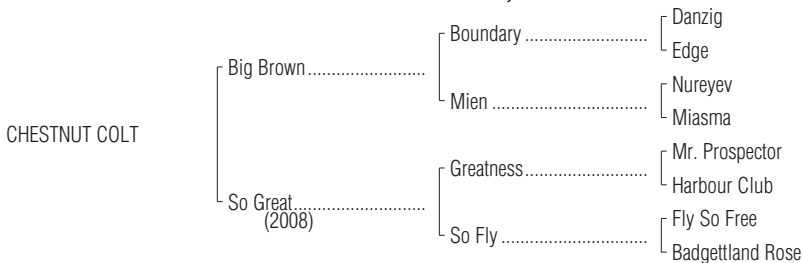 Danzig
Boundary ..................................
Edge
Big Brown..........................
Nureyev
Mien ...........................................
Miasma
CHESTNUT COLT
Mr. Prospector
Greatness..................................
Harbour Club
So Great.............................
(2008)
Fly So Free
So Fly ........................................
Badgettland Rose